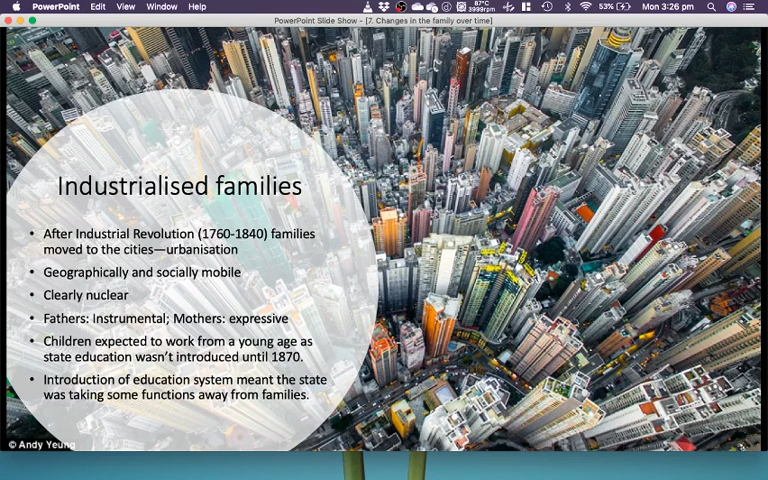 PowerPoint Edit View Window Help 87°C 3999rpm 53% Mon 3:26 pm
PowerPoint Slide Show - [7. Changes in the family over time]
Industrialised families
• After Industrial Revolution (1760-1840) families
moved to the cities—urbanisation
• Geographically and socially mobile
• Clearly nuclear
• Fathers: Instrumental; Mothers: expressive
• Children expected to work from a young age as
state education wasn't introduced until 1870.
• Introduction of education system meant the state
was taking some functions away from families.
© Andy Yeung